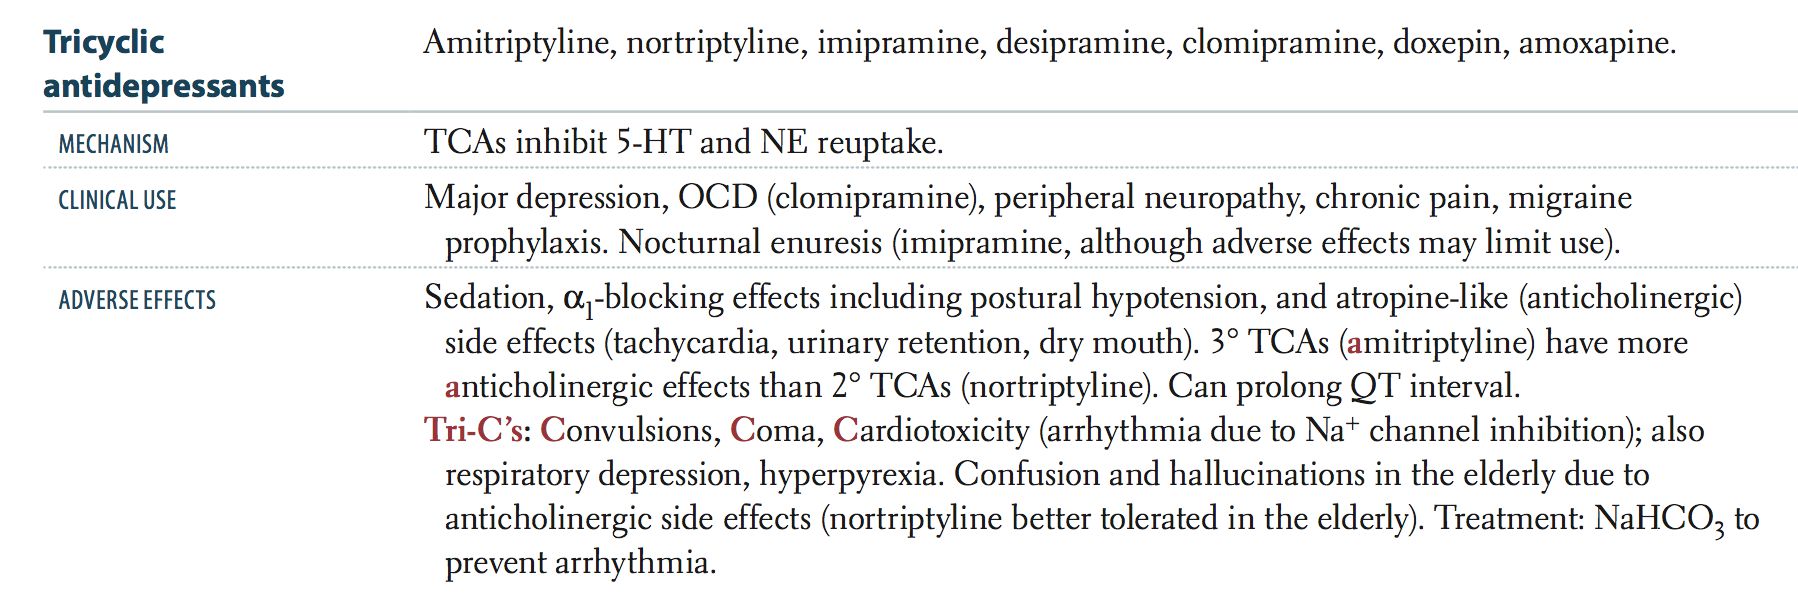 Tricyclic antidepressants
Amitriptyline, nortriptyline, imipramine, desipramine, clomipramine, doxepin, amoxapine.
MECHANISM
TCAs inhibit 5-HT and NE reuptake.
CLINICAL USE
Major depression, OCD (clomipramine), peripheral neuropathy, chronic pain, migraine
prophylaxis. Nocturnal enuresis (imipramine, although adverse effects may limit use).
ADVERSE EFFECTS
Sedation, α₁-blocking effects including postural hypotension, and atropine-like (anticholinergic)
side effects (tachycardia, urinary retention, dry mouth). 3° TCAs (amitriptyline) have more
anticholinergic effects than 2° TCAs (nortriptyline). Can prolong QT interval.
Tri-C’s: Convulsions, Coma, Cardiotoxicity (arrhythmia due to Na⁺ channel inhibition); also
respiratory depression, hyperpyrexia. Confusion and hallucinations in the elderly due to
anticholinergic side effects (nortriptyline better tolerated in the elderly). Treatment: NaHCO₃ to
prevent arrhythmia.